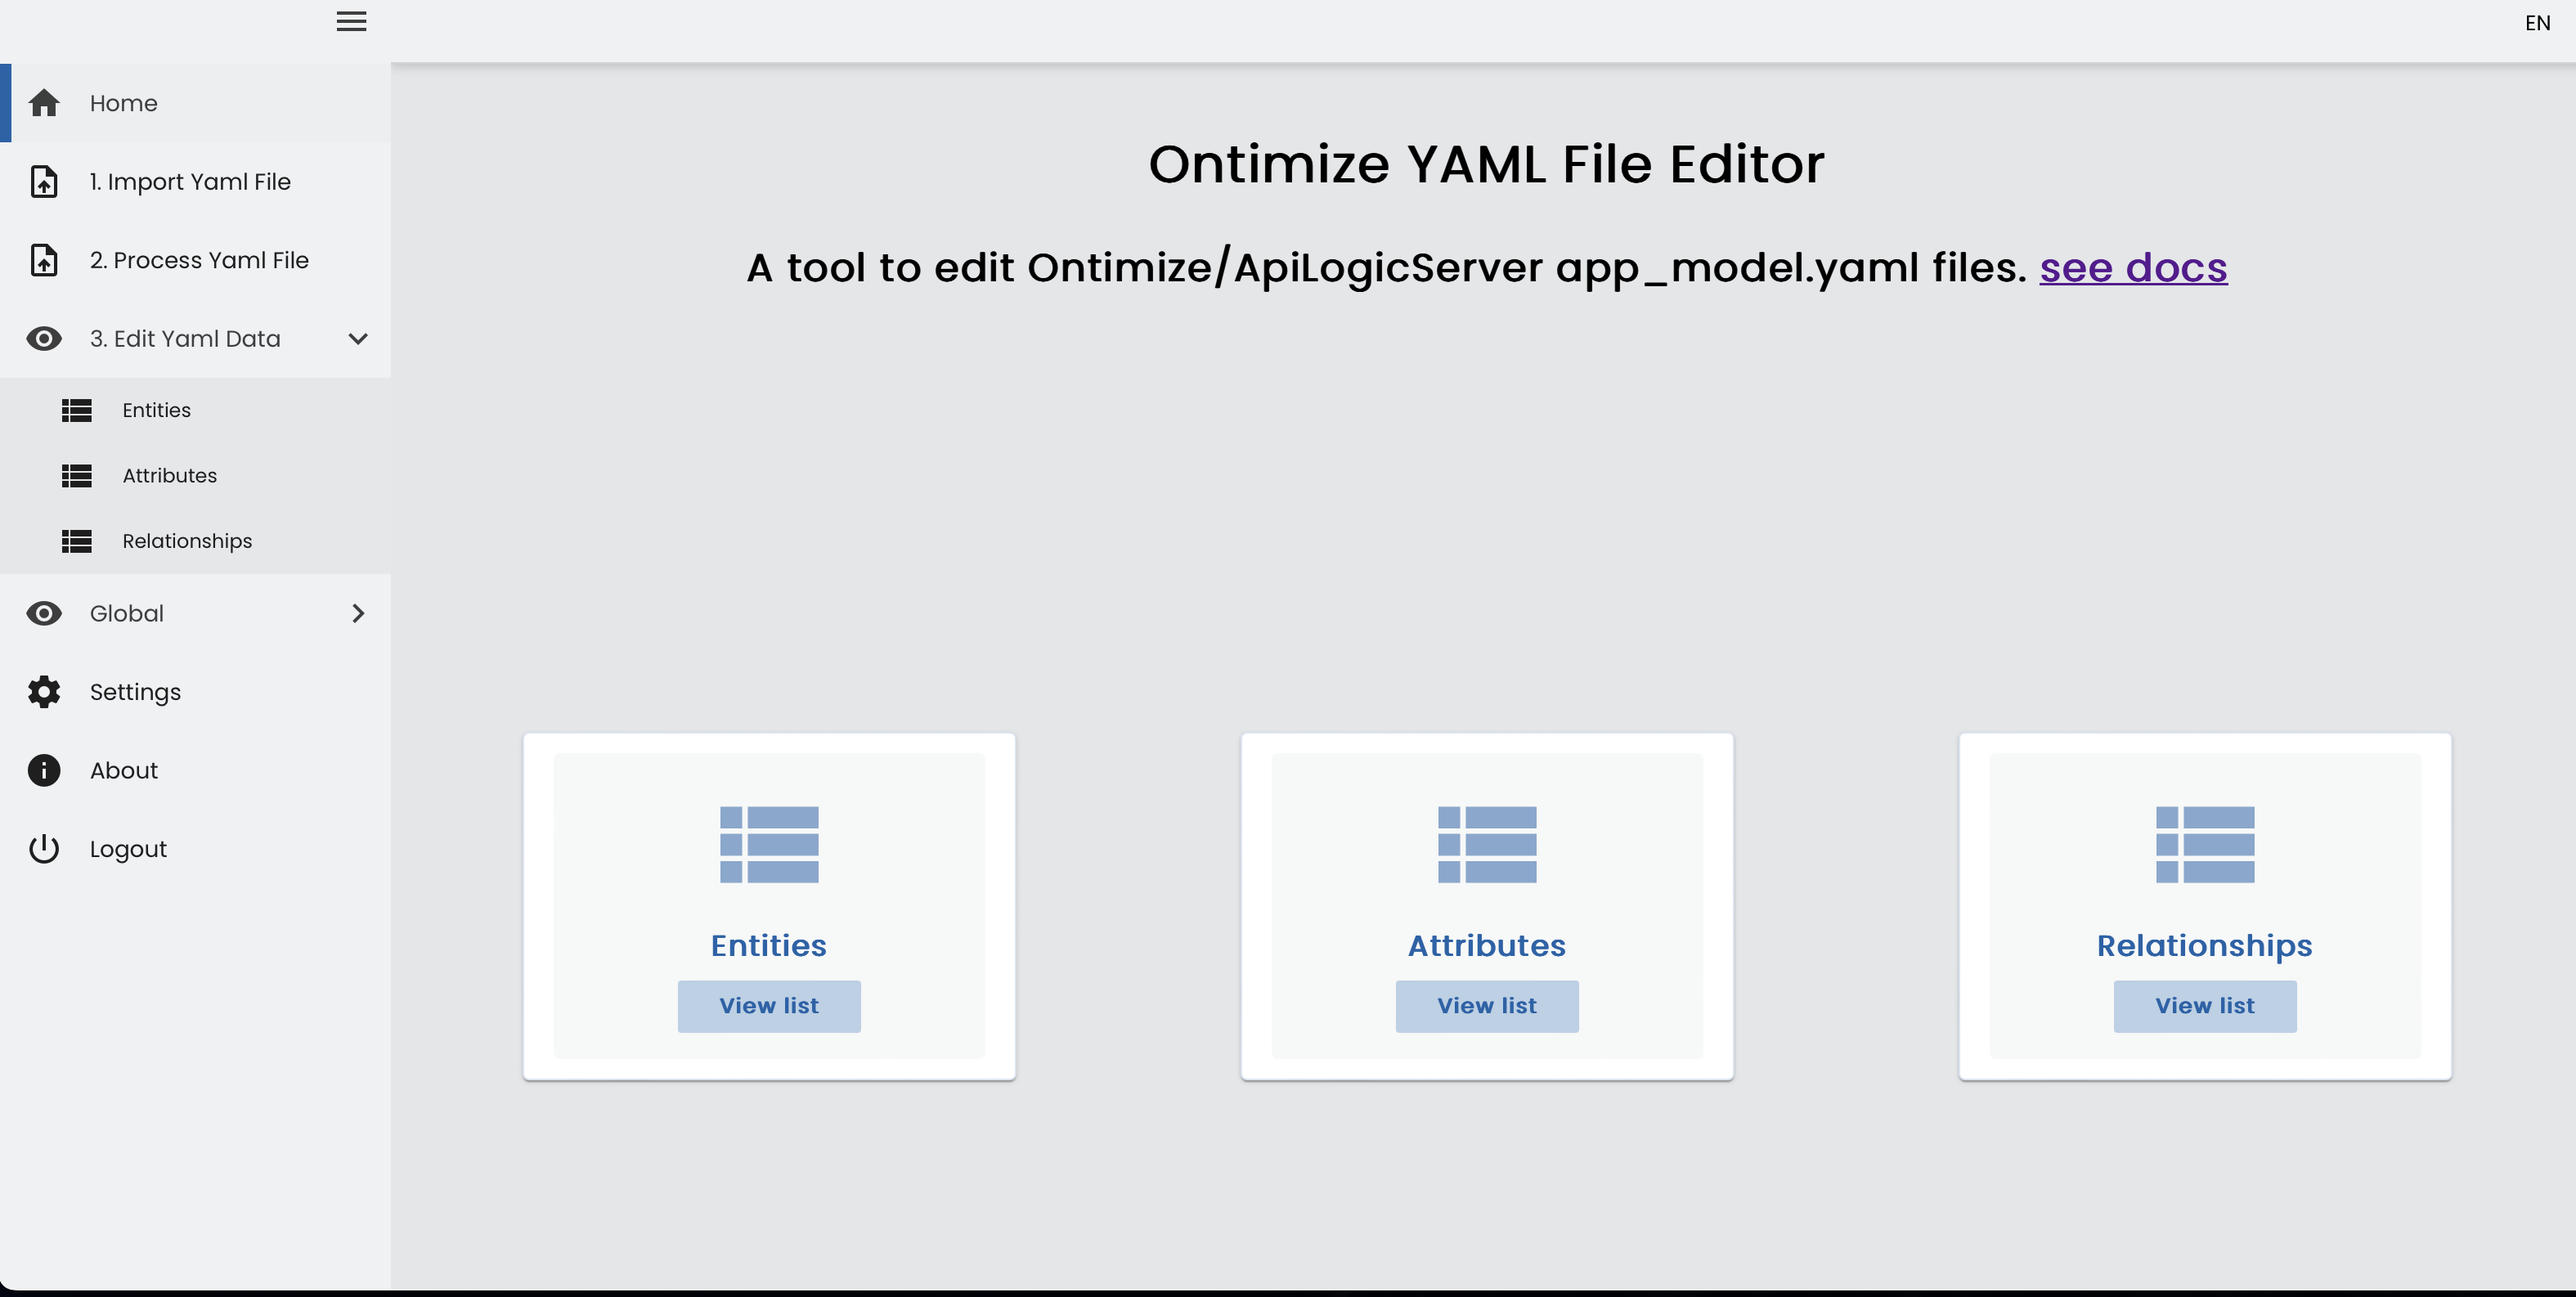 EN
Home
1. Import Yaml File
2. Process Yaml File
3. Edit Yaml Data
Entities
Attributes
Relationships
Global
Settings
About
Logout
Ontimize YAML File Editor
A tool to edit Ontimize/ApiLogicServer app_model.yaml files. see docs
Entities
View list
Attributes
View list
Relationships
View list